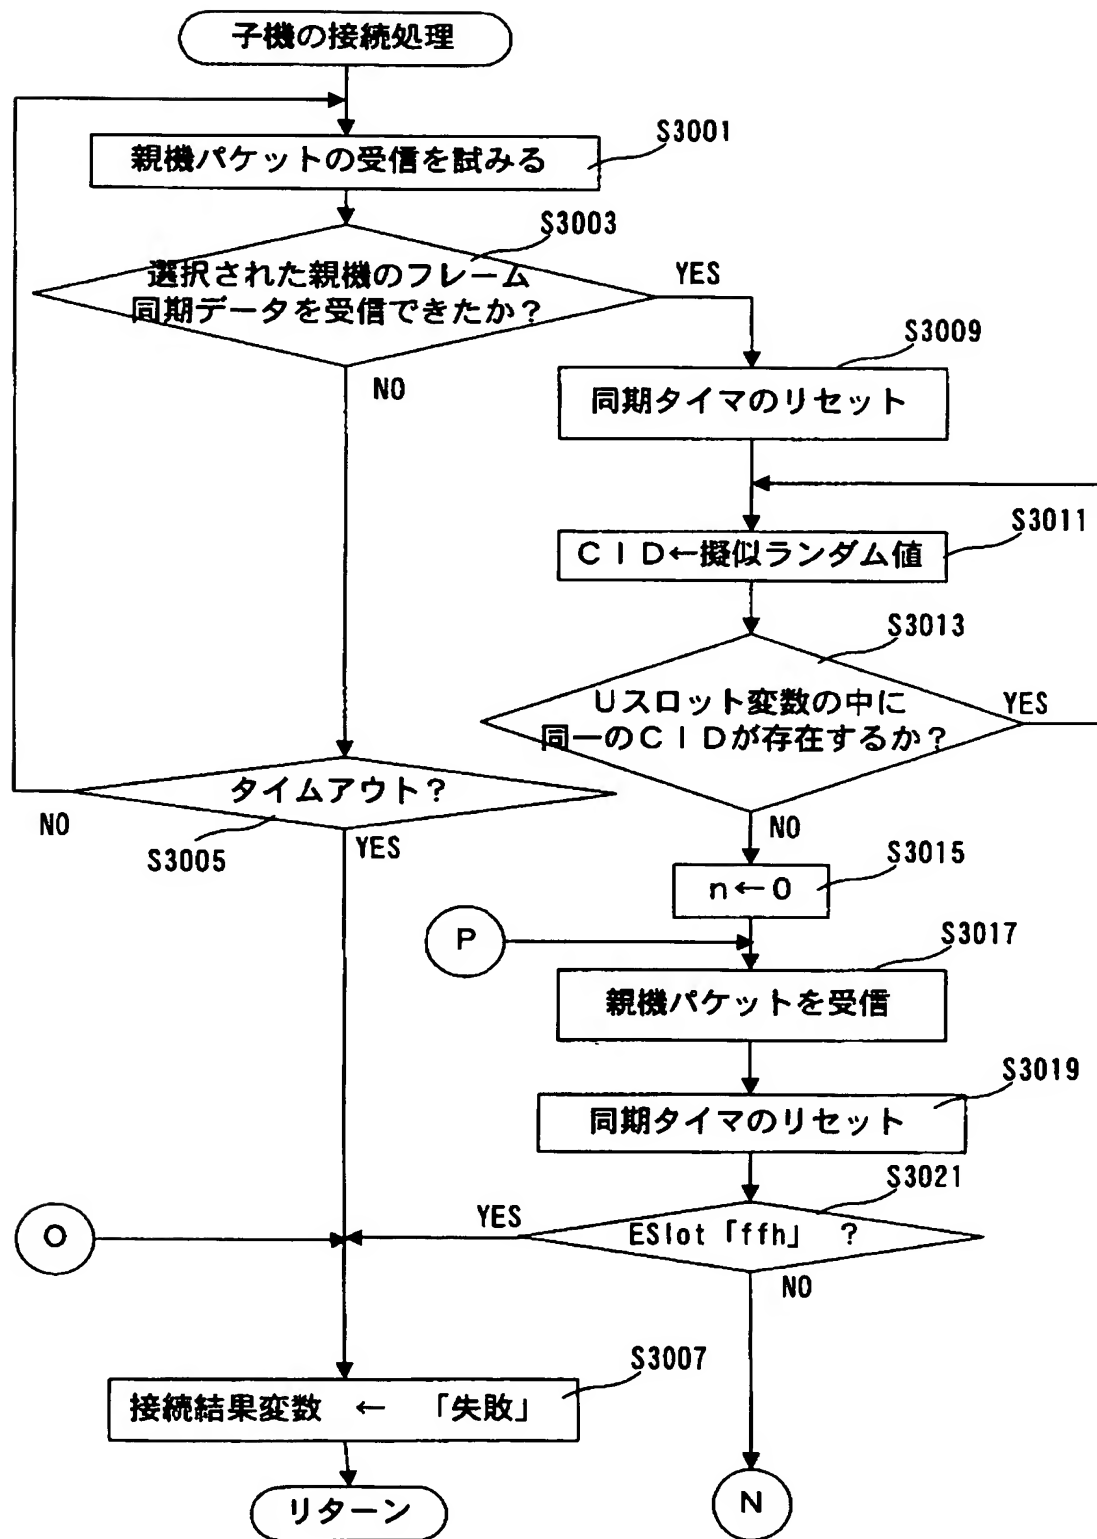 子機の接続処理
S3001
親機パケットの受信を試みる
S3003
選択された親機のフレーム
同期データを受信できたか？
YES
NO
S3009
同期タイマのリセット
S3011
ＣＩＤ←擬似ランダム値
S3013
Ｕスロット変数の中に
同一のＣＩＤが存在するか？
YES
NO
タイムアウト？
NO
YES
S3005
S3015
ｎ←０
P
S3017
親機パケットを受信
S3019
同期タイマのリセット
S3021
ESlot「ffh」 ？
YES
NO
O
S3007
接続結果変数 ← 「失敗」
リターン
N